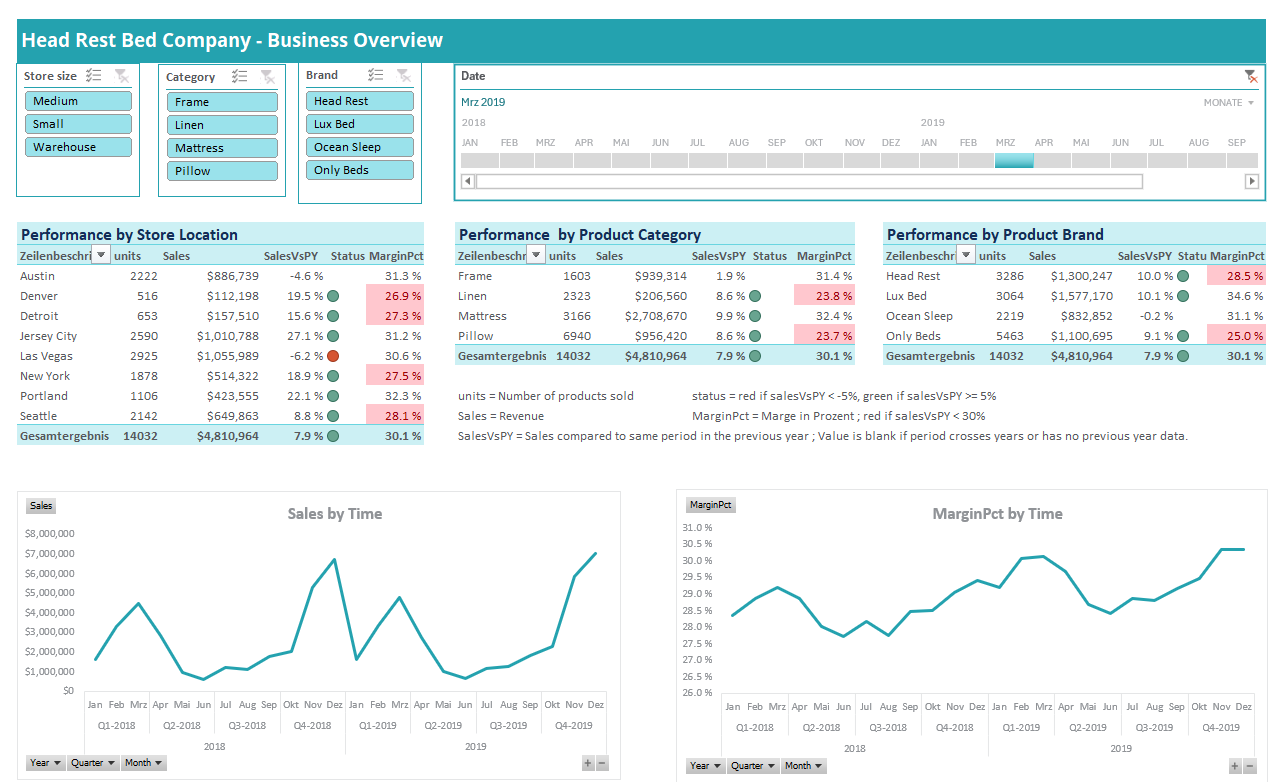 Head Rest Bed Company - Business Overview
Store size
Medium
Small
Warehouse
Category
Frame
Linen
Mattress
Pillow
Brand
Head Rest
Lux Bed
Ocean Sleep
Only Beds
Date
Mrz 2019 MONATE
2018 2019
JAN FEB MRZ APR MAI JUN JUL AUG SEP OKT NOV DEZ JAN FEB MRZ APR MAI JUN JUL AUG SEP
Performance by Store Location
Zeilenbeschri units Sales SalesVsPY Status MarginPct
Austin 2222 $886,739 -4.6 % 31.3 %
Denver 516 $112,198 19.5 % 26.9 %
Detroit 653 $157,510 15.6 % 27.3 %
Jersey City 2590 $1,010,788 27.1 % 31.2 %
Las Vegas 2925 $1,055,989 -6.2 % 30.6 %
New York 1878 $514,322 18.9 % 27.5 %
Portland 1106 $423,555 22.1 % 32.3 %
Seattle 2142 $649,863 8.8 % 28.1 %
Gesamtergebnis 14032 $4,810,964 7.9 % 30.1 %
Performance  by Product Category
Zeilenbeschr units Sales SalesVsPY Status MarginPct
Frame 1603 $939,314 1.9 % 31.4 %
Linen 2323 $206,560 8.6 % 23.8 %
Mattress 3166 $2,708,670 9.9 % 32.4 %
Pillow 6940 $956,420 8.6 % 23.7 %
Gesamtergebnis 14032 $4,810,964 7.9 % 30.1 %
Performance by Product Brand
Zeilenbeschr units Sales SalesVsPY Statu MarginPct
Head Rest 3286 $1,300,247 10.0 % 28.5 %
Lux Bed 3064 $1,577,170 10.1 % 34.6 %
Ocean Sleep 2219 $832,852 -0.2 % 31.1 %
Only Beds 5463 $1,100,695 9.1 % 25.0 %
Gesamtergebnis 14032 $4,810,964 7.9 % 30.1 %
units = Number of products sold status = red if salesVsPY < -5%, green if salesVsPY >= 5%
Sales = Revenue MarginPct = Marge in Prozent ; red if salesVsPY < 30%
SalesVsPY = Sales compared to same period in the previous year ; Value is blank if period crosses years or has no previous year data.
Sales
Sales by Time
$8,000,000
$7,000,000
$6,000,000
$5,000,000
$4,000,000
$3,000,000
$2,000,000
$1,000,000
$0
Jan Feb Mrz Apr Mai Jun Jul Aug Sep Okt Nov Dez Jan Feb Mrz Apr Mai Jun Jul Aug Sep Okt Nov Dez
Q1-2018 Q2-2018 Q3-2018 Q4-2018 Q1-2019 Q2-2019 Q3-2019 Q4-2019
2018 2019
Year Quarter Month + −
MarginPct
MarginPct by Time
31.0 %
30.5 %
30.0 %
29.5 %
29.0 %
28.5 %
28.0 %
27.5 %
27.0 %
26.5 %
26.0 %
Jan Feb Mrz Apr Mai Jun Jul Aug Sep Okt Nov Dez Jan Feb Mrz Apr Mai Jun Jul Aug Sep Okt Nov Dez
Q1-2018 Q2-2018 Q3-2018 Q4-2018 Q1-2019 Q2-2019 Q3-2019 Q4-2019
2018 2019
Year Quarter Month + −